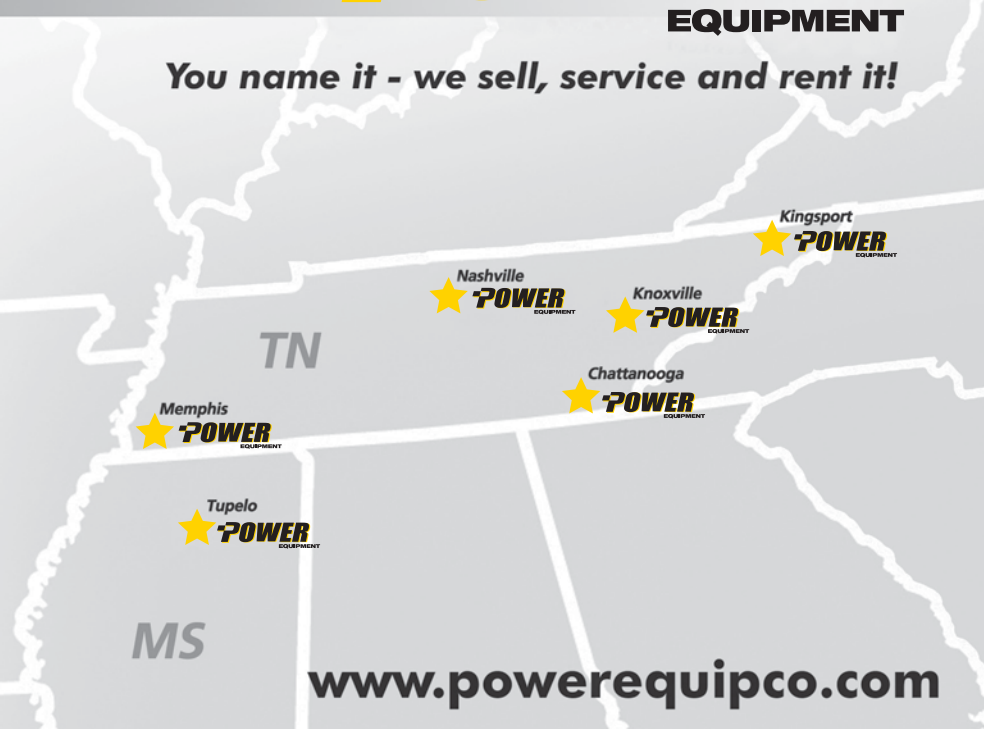 EQUIPMENT
You name it - we sell, service and rent it!
Kingsport
POWER
EQUIPMENT
Nashville
POWER
EQUIPMENT
Knoxville
POWER
EQUIPMENT
TN
Chattanooga
POWER
EQUIPMENT
Memphis
POWER
EQUIPMENT
Tupelo
POWER
EQUIPMENT
MS
www.powerequipco.com